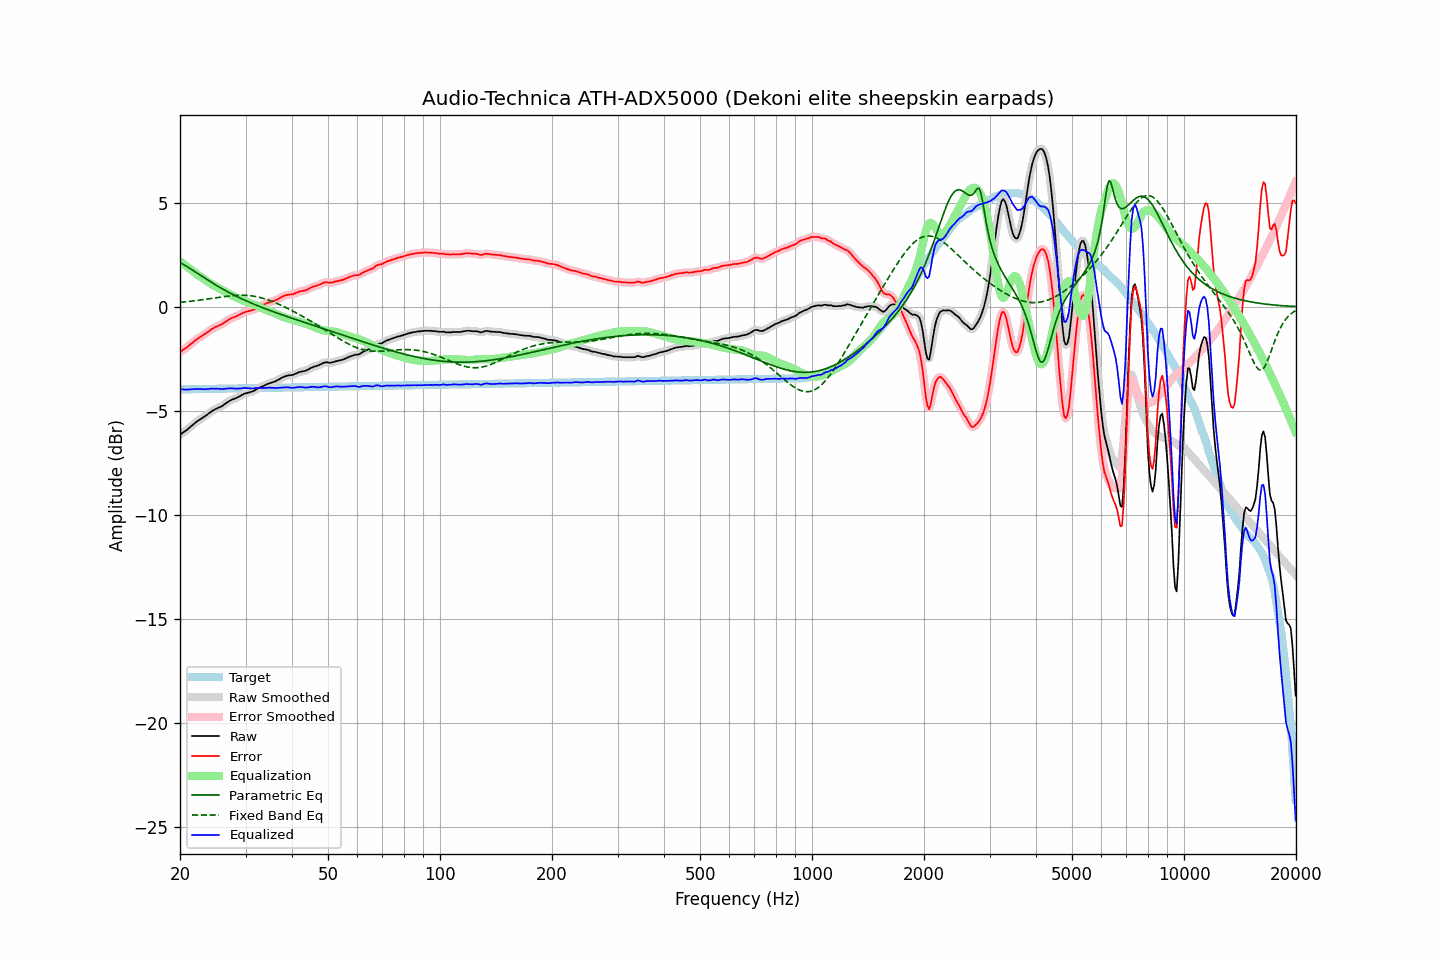 Audio-Technica ATH-ADX5000 (Dekoni elite sheepskin earpads)
Amplitude (dBr)
5
0
−5
−10
−15
−20
−25
Target
Raw Smoothed
Error Smoothed
Raw
Error
Equalization
Parametric Eq
Fixed Band Eq
Equalized
20 50 100 200 500 1000 2000 5000 10000 20000
Frequency (Hz)